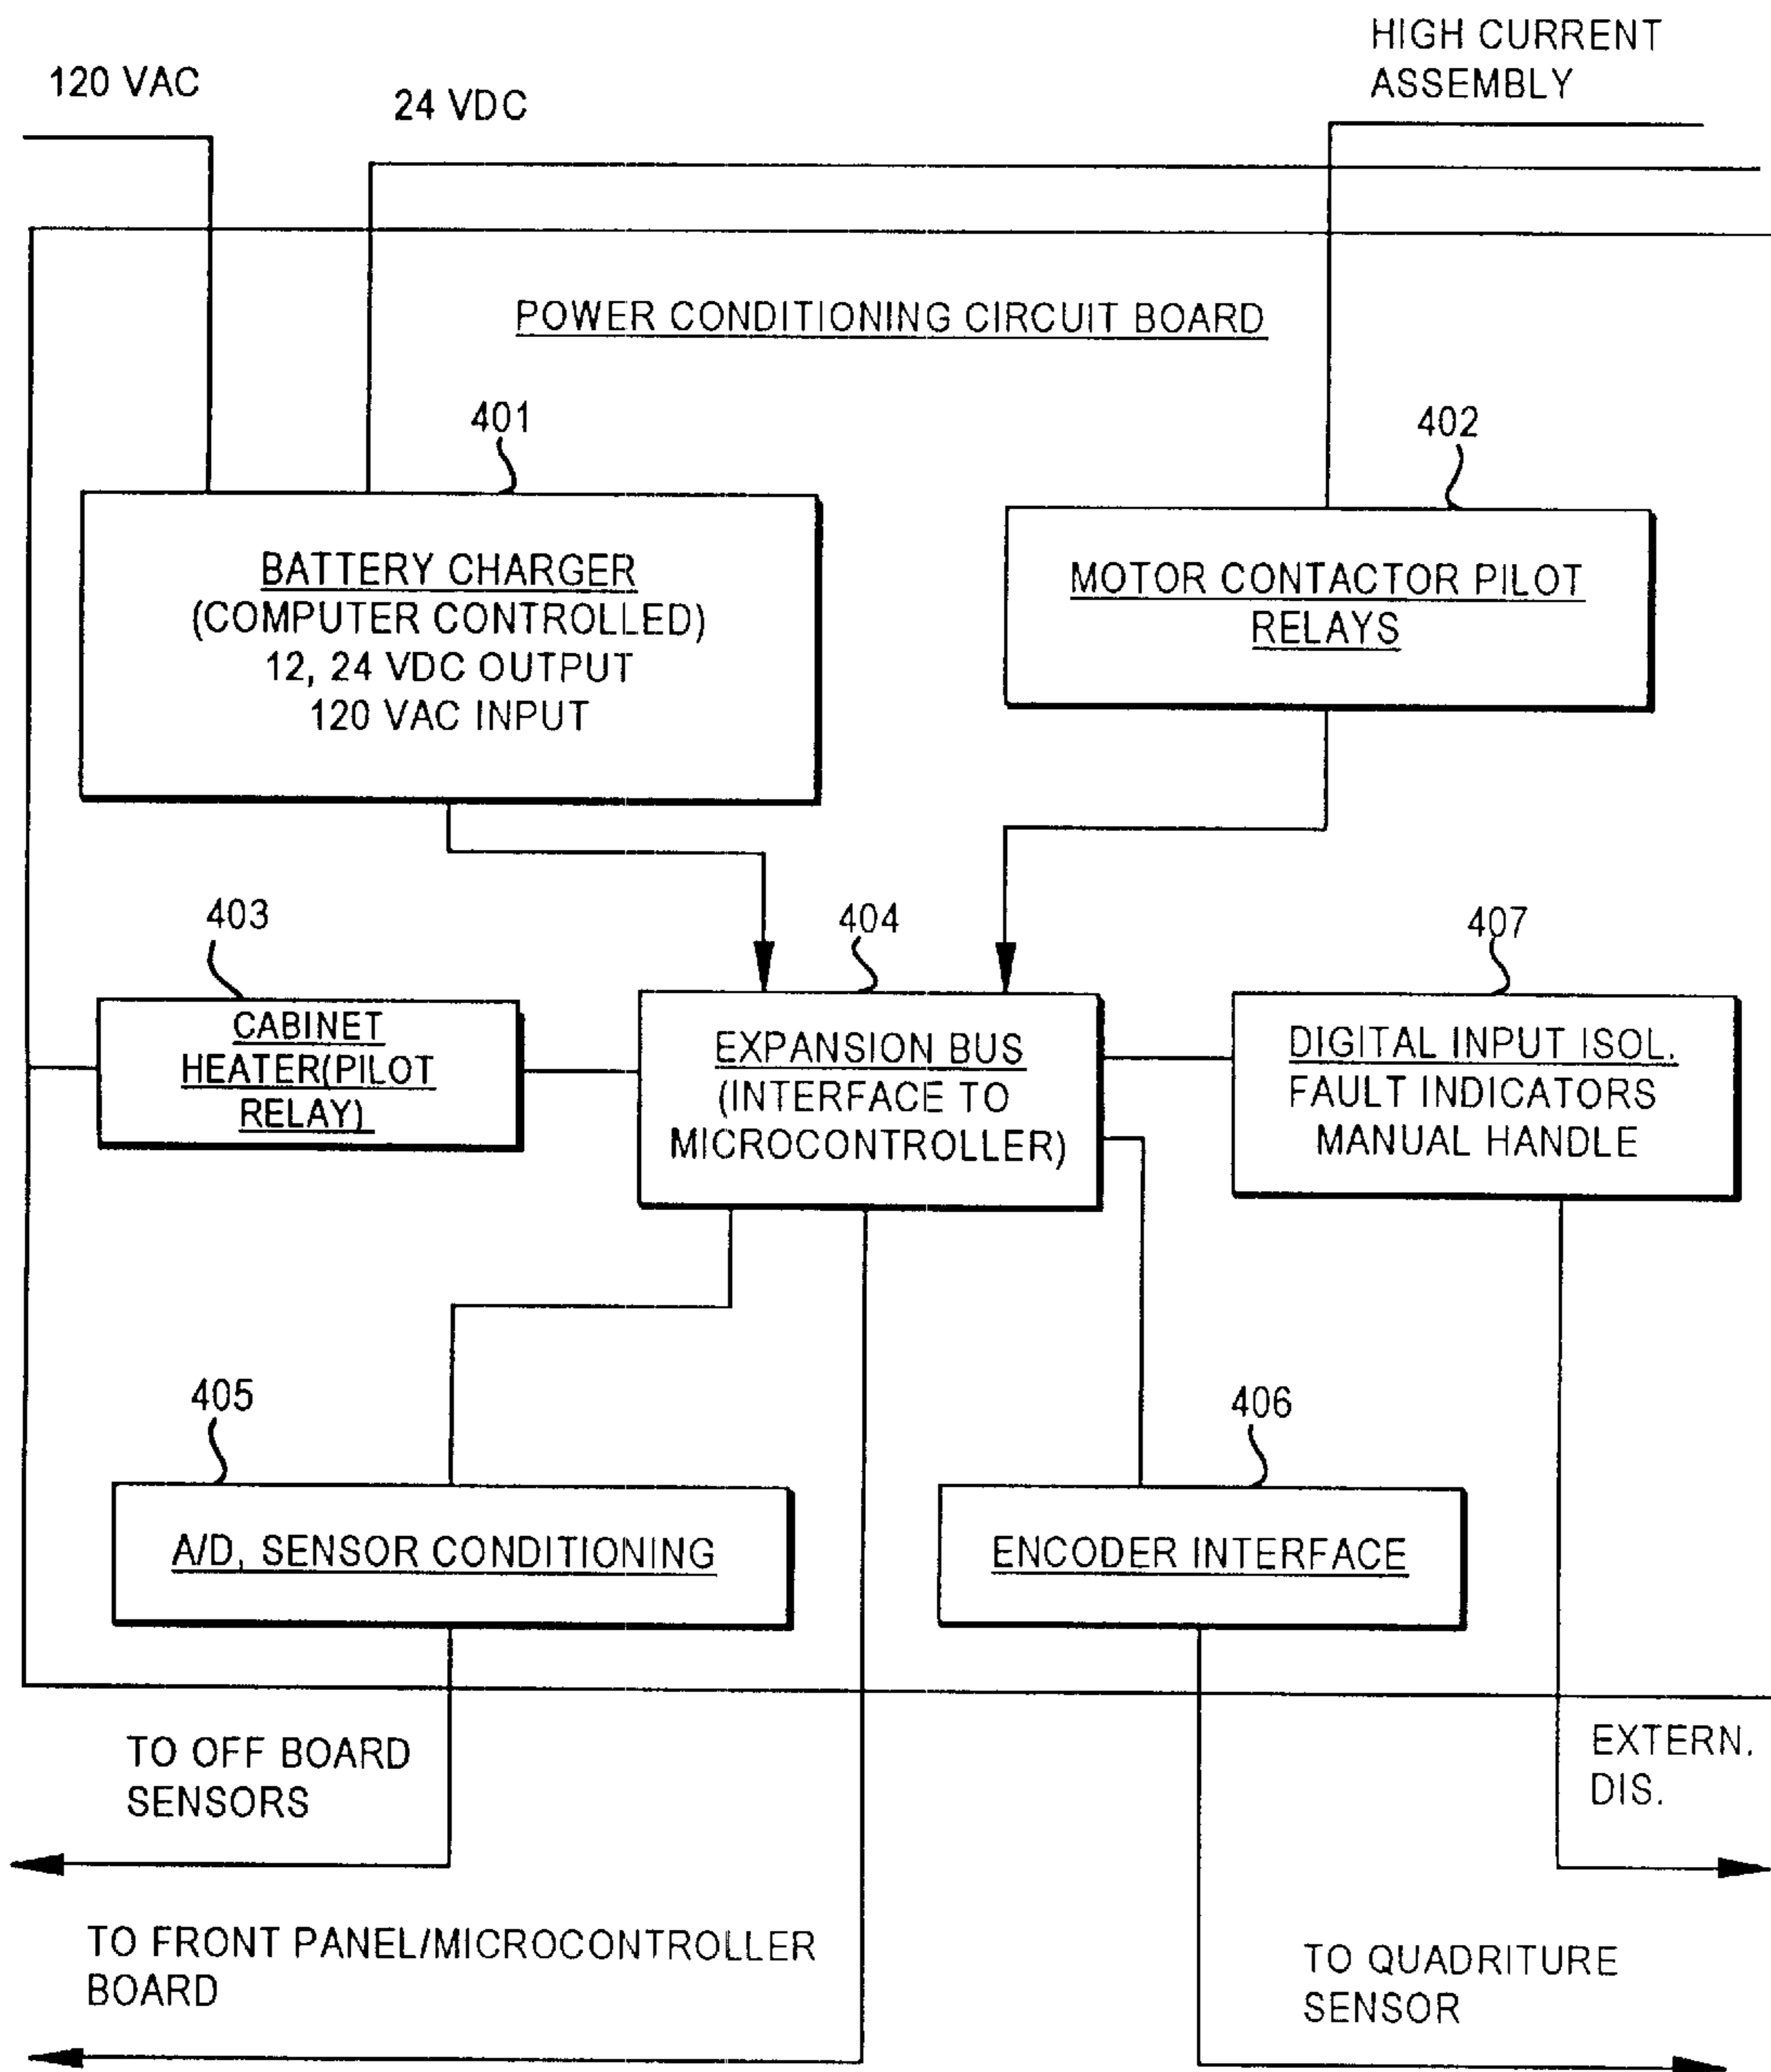 120 VAC
24 VDC
HIGH CURRENT
ASSEMBLY
POWER CONDITIONING CIRCUIT BOARD
401
402
BATTERY CHARGER
(COMPUTER CONTROLLED)
12, 24 VDC OUTPUT
120 VAC INPUT
MOTOR CONTACTOR PILOT
RELAYS
403
404
407
CABINET
HEATER(PILOT
RELAY)
EXPANSION BUS
(INTERFACE TO
MICROCONTROLLER)
DIGITAL INPUT ISOL.
FAULT INDICATORS
MANUAL HANDLE
405
406
A/D, SENSOR CONDITIONING
ENCODER INTERFACE
TO OFF BOARD
SENSORS
EXTERN.
DIS.
TO FRONT PANEL/MICROCONTROLLER
BOARD
TO QUADRITURE
SENSOR